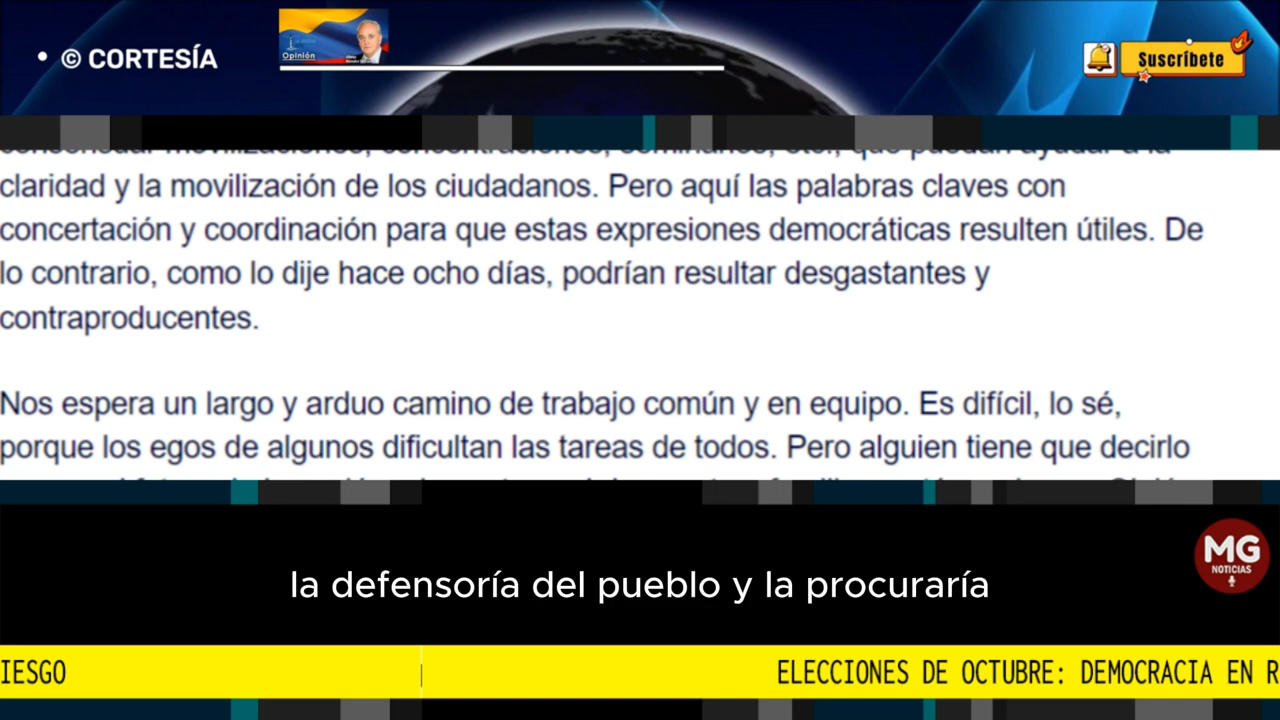 • © CORTESÍA
Opinión
Suscríbete
claridad y la movilización de los ciudadanos. Pero aquí las palabras claves con
concertación y coordinación para que estas expresiones democráticas resulten útiles. De
lo contrario, como lo dije hace ocho días, podrían resultar desgastantes y
contraproducentes.
Nos espera un largo y arduo camino de trabajo común y en equipo. Es difícil, lo sé,
porque los egos de algunos dificultan las tareas de todos. Pero alguien tiene que decirlo
MG
NOTICIAS
la defensoría del pueblo y la procuraría
IESGO
ELECCIONES DE OCTUBRE: DEMOCRACIA EN R